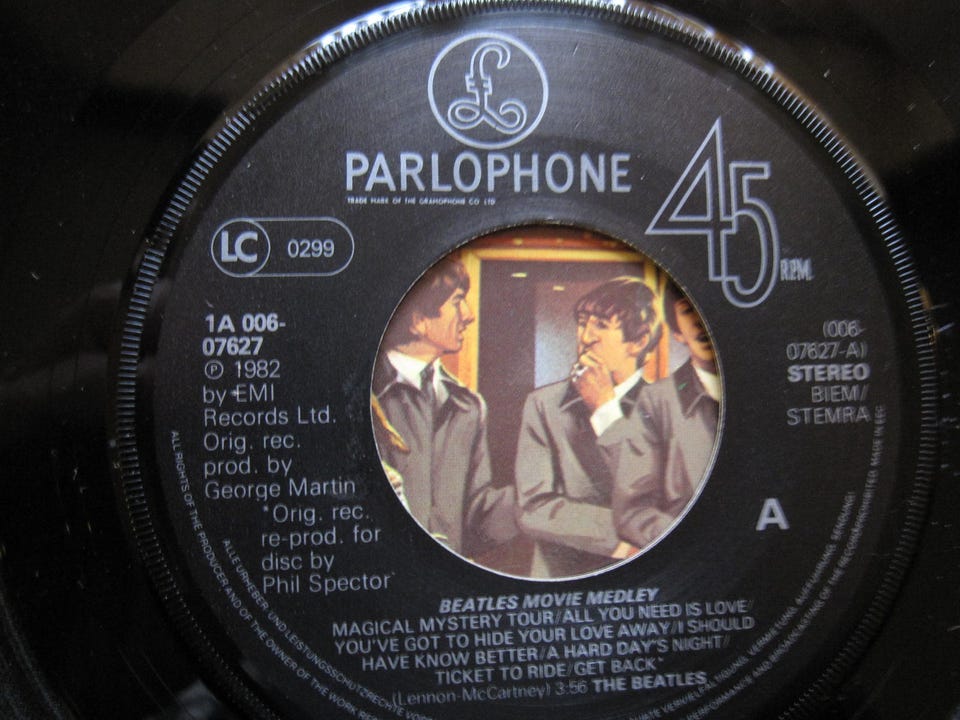 £
PARLOPHONE
TRADE MARK OF THE GRAMOPHONE CO LTD
45
R.P.M.
LC 0299
1A 006-
07627
Ⓟ 1982
by EMI
Records Ltd.
Orig. rec.
prod. by
George Martin
*Orig. rec.
re-prod. for
disc by
Phil Spector
(006-
07627-A)
STEREO
BIEM/
STEMRA
A
BEATLES MOVIE MEDLEY
MAGICAL MYSTERY TOUR/ALL YOU NEED IS LOVE/
YOU'VE GOT TO HIDE YOUR LOVE AWAY/I SHOULD
HAVE KNOW BETTER/A HARD DAY'S NIGHT/
TICKET TO RIDE/GET BACK*
(Lennon-McCartney) 3:56 THE BEATLES
ALL RIGHTS OF THE PRODUCER AND OF THE OWNER OF THE WORK
ALLE URHEBER- UND LEISTUNGSSCHUTZRECHTE